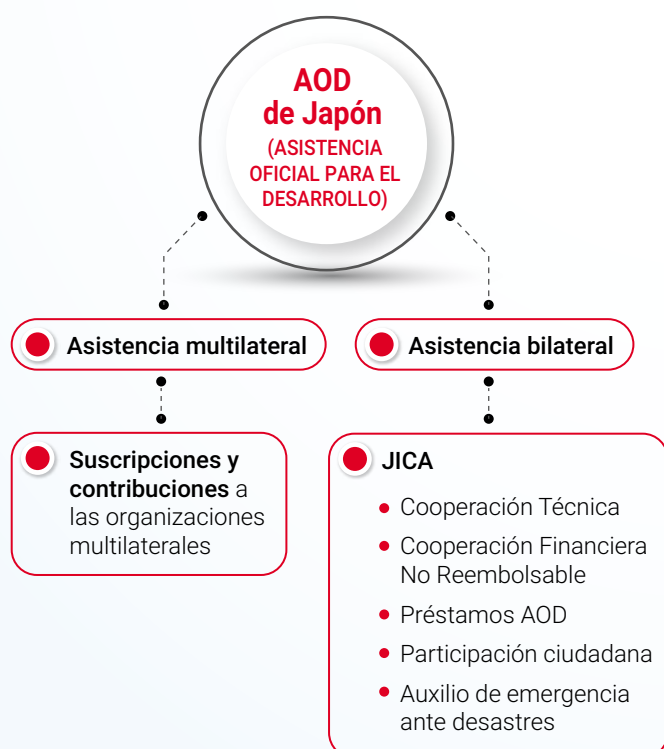 AOD
de Japón
(ASISTENCIA
OFICIAL PARA EL
DESARROLLO)
Asistencia multilateral
Asistencia bilateral
Suscripciones y
contribuciones a
las organizaciones
multilaterales
JICA
Cooperación Técnica
Cooperación Financiera
No Reembolsable
Préstamos AOD
Participación ciudadana
Auxilio de emergencia
ante desastres